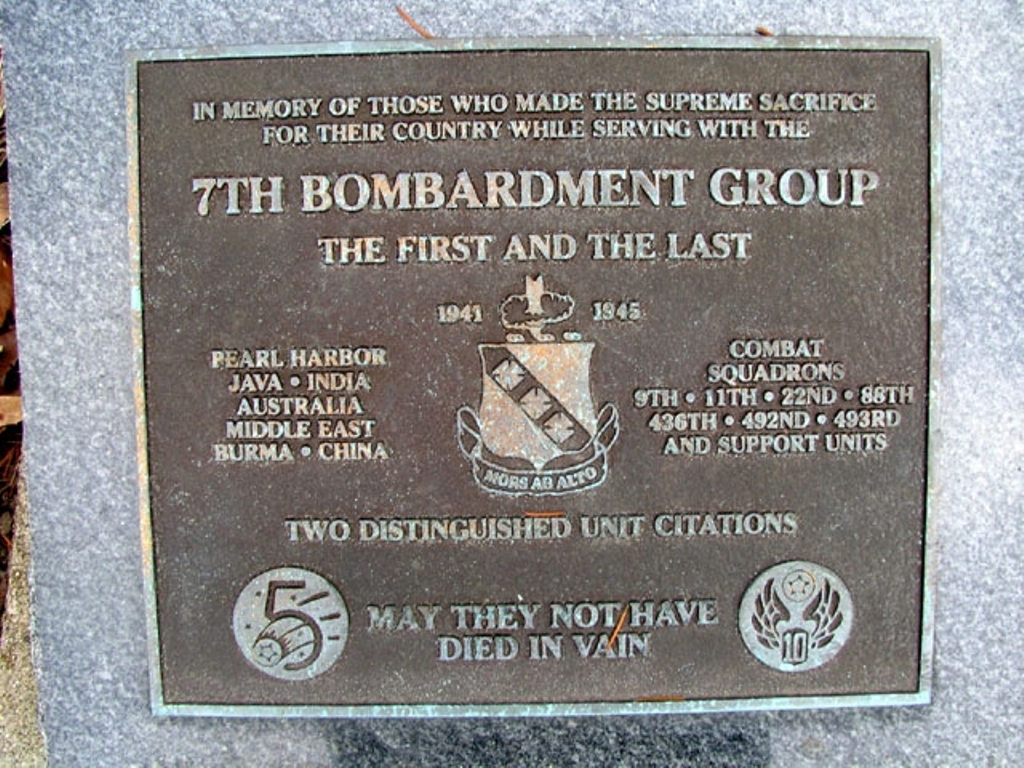 IN MEMORY OF THOSE WHO MADE THE SUPREME SACRIFICE
FOR THEIR COUNTRY WHILE SERVING WITH THE
7TH BOMBARDMENT GROUP
THE FIRST AND THE LAST
1941 1945
PEARL HARBOR
JAVA • INDIA
AUSTRALIA
MIDDLE EAST
BURMA • CHINA
MORS AB ALTO
COMBAT
SQUADRONS
9TH • 11TH • 22ND • 88TH
436TH • 492ND • 493RD
AND SUPPORT UNITS
TWO DISTINGUISHED UNIT CITATIONS
5
MAY THEY NOT HAVE
DIED IN VAIN
10